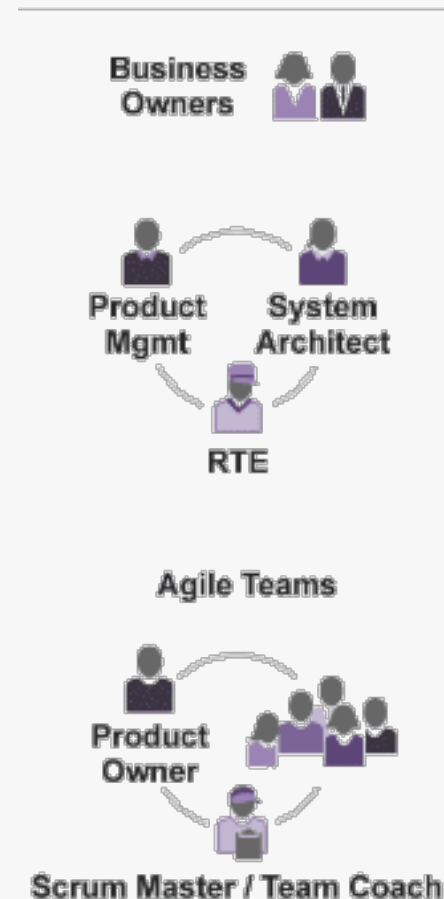 Business
Owners
Product
Mgmt
System
Architect
RTE
Agile Teams
Product
Owner
Scrum Master / Team Coach